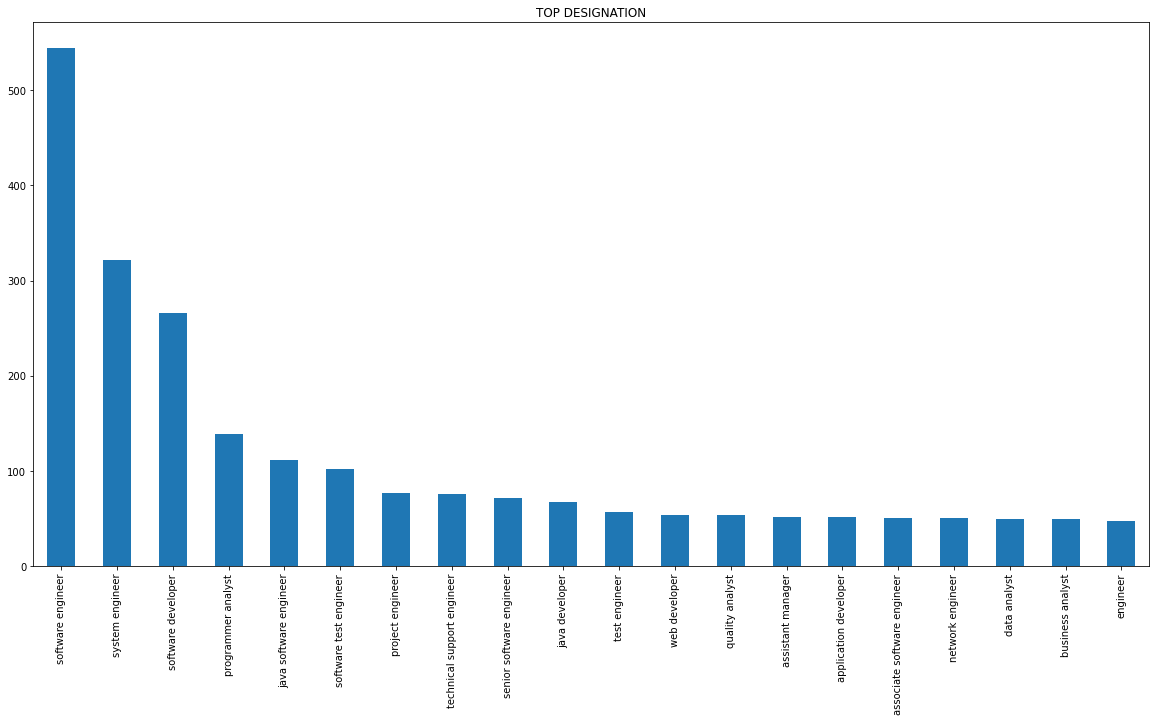 TOP DESIGNATION
500
400
300
200
100
0
software engineer
system engineer
software developer
programmer analyst
java software engineer
software test engineer
project engineer
technical support engineer
senior software engineer
java developer
test engineer
web developer
quality analyst
assistant manager
application developer
associate software engineer
network engineer
data analyst
business analyst
engineer